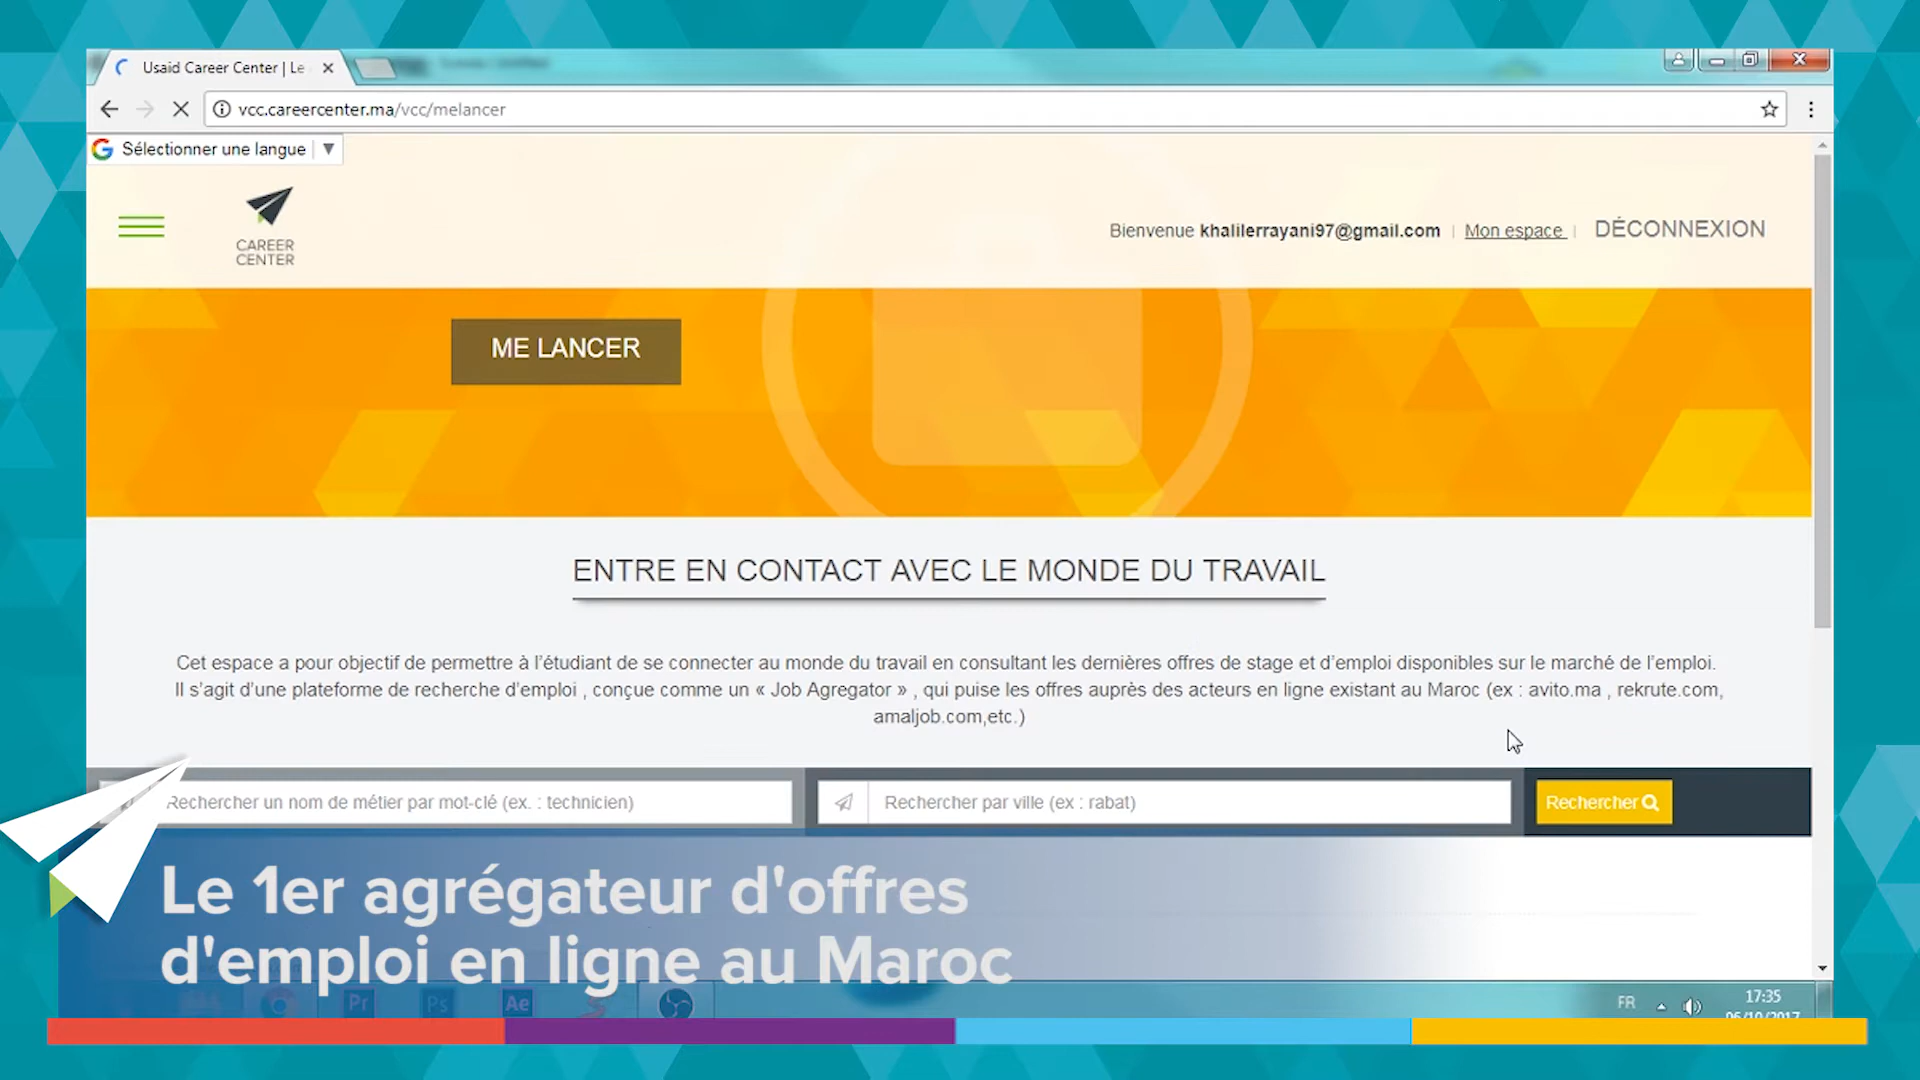 Usaid Career Center | Le
vcc.careercenter.ma/vcc/melancer
Sélectionner une langue
CAREER
CENTER
Bienvenue khalilerrayani97@gmail.com | Mon espace | DÉCONNEXION
ME LANCER
ENTRE EN CONTACT AVEC LE MONDE DU TRAVAIL
Cet espace a pour objectif de permettre à l'étudiant de se connecter au monde du travail en consultant les dernières offres de stage et d'emploi disponibles sur le marché de l'emploi.
Il s'agit d'une plateforme de recherche d'emploi , conçue comme un « Job Agregator » , qui puise les offres auprès des acteurs en ligne existant au Maroc (ex : avito.ma , rekrute.com,
amaljob.com,etc.)
Rechercher un nom de métier par mot-clé (ex. : technicien)
Rechercher par ville (ex : rabat)
Rechercher
Le 1er agrégateur d'offres
d'emploi en ligne au Maroc
Pr
Ps
Ae
FR
17:35
06/10/2017